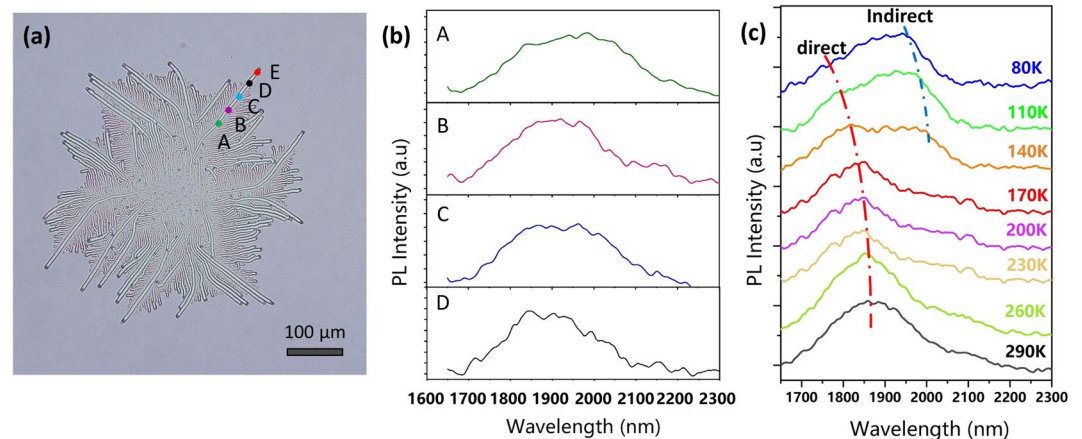 (a)
E
D
C
B
A
100 μm
(b)
A
B
C
D
PL Intensity (a.u)
1600 1700 1800 1900 2000 2100 2200 2300
Wavelength (nm)
(c)
Indirect
direct
80K
110K
140K
170K
200K
230K
260K
290K
PL Intensity (a.u)
1700 1800 1900 2000 2100 2200 2300
Wavelength (nm)